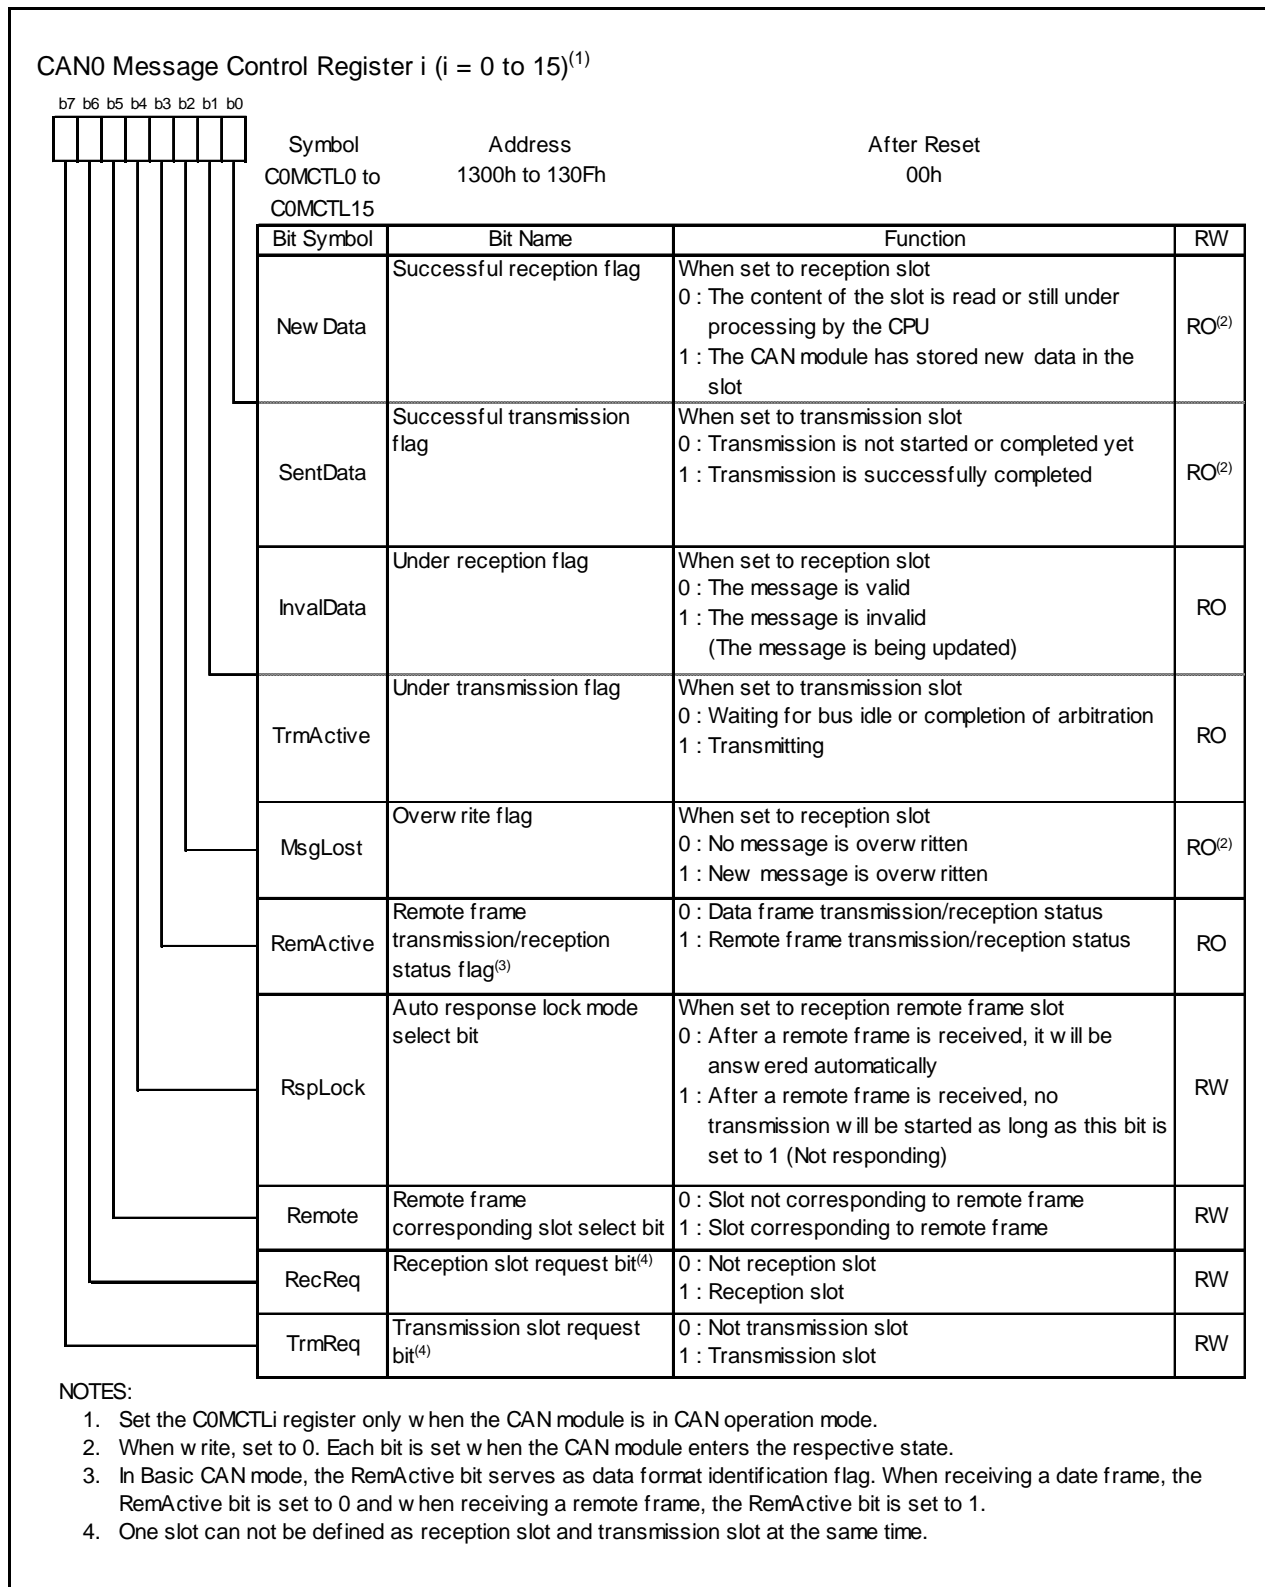 CAN0 Message Control Register i (i = 0 to 15)(1)
b7 b6 b5 b4 b3 b2 b1 b0
Symbol Address After Reset
C0MCTL0 to 1300h to 130Fh 00h
C0MCTL15
Bit Symbol Bit Name Function RW
NewData Successful reception flag When set to reception slot RO(2)
0 : The content of the slot is read or still under
processing by the CPU
1 : The CAN module has stored new data in the
slot
SentData Successful transmission When set to transmission slot RO(2)
flag 0 : Transmission is not started or completed yet
1 : Transmission is successfully completed
InvalData Under reception flag When set to reception slot RO
0 : The message is valid
1 : The message is invalid
(The message is being updated)
TrmActive Under transmission flag When set to transmission slot RO
0 : Waiting for bus idle or completion of arbitration
1 : Transmitting
MsgLost Overwrite flag When set to reception slot RO(2)
0 : No message is overwritten
1 : New message is overwritten
RemActive Remote frame 0 : Data frame transmission/reception status RO
transmission/reception 1 : Remote frame transmission/reception status
status flag(3)
RspLock Auto response lock mode When set to reception remote frame slot RW
select bit 0 : After a remote frame is received, it will be
answered automatically
1 : After a remote frame is received, no
transmission will be started as long as this bit is
set to 1 (Not responding)
Remote Remote frame 0 : Slot not corresponding to remote frame RW
corresponding slot select bit 1 : Slot corresponding to remote frame
RecReq Reception slot request bit(4) 0 : Not reception slot RW
1 : Reception slot
TrmReq Transmission slot request 0 : Not transmission slot RW
bit(4) 1 : Transmission slot
NOTES:
1. Set the C0MCTLi register only when the CAN module is in CAN operation mode.
2. When write, set to 0. Each bit is set when the CAN module enters the respective state.
3. In Basic CAN mode, the RemActive bit serves as data format identification flag. When receiving a date frame, the
RemActive bit is set to 0 and when receiving a remote frame, the RemActive bit is set to 1.
4. One slot can not be defined as reception slot and transmission slot at the same time.